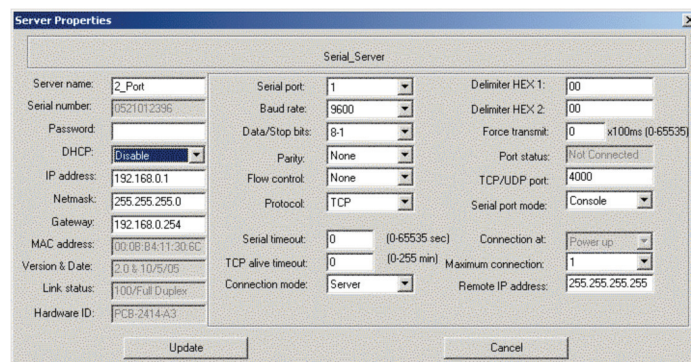 Server Properties
Serial_Server
Server name: 2_Port
Serial number: 0521012396
Password:
DHCP: Disable
IP address: 192.168.0.1
Netmask: 255.255.255.0
Gateway: 192.168.0.254
MAC address: 00:0B:B4:11:30:6C
Version & Date: 2.0 & 10/5/05
Link status: 100/Full Duplex
Hardware ID: PCB-2414-A3
Serial port: 1
Baud rate: 9600
Data/Stop bits: 8-1
Parity: None
Flow control: None
Protocol: TCP
Serial timeout: 0 (0-65535 sec)
TCP alive timeout: 0 (0-255 min)
Connection mode: Server
Delimiter HEX 1: 00
Delimiter HEX 2: 00
Force transmit: 0 x100ms (0-65535)
Port status: Not Connected
TCP/UDP port: 4000
Serial port mode: Console
Connection at: Power up
Maximum connection: 1
Remote IP address: 255.255.255.255
Update
Cancel